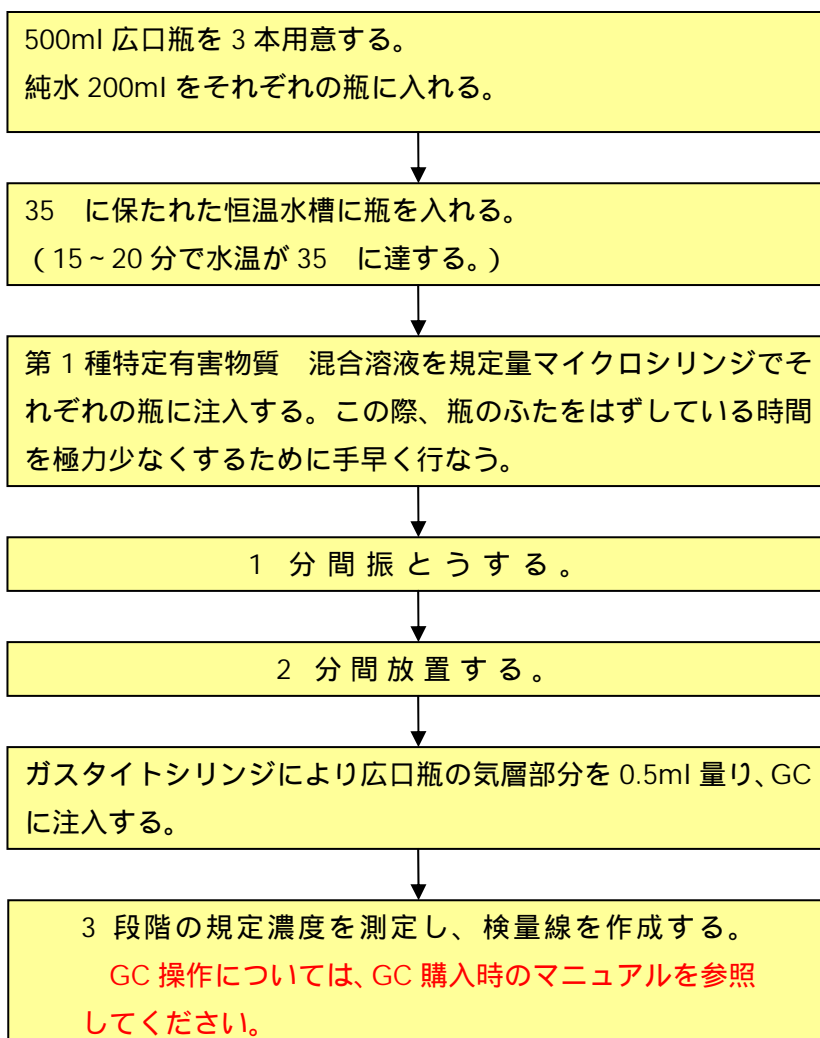 500ml 広口瓶を 3 本用意する。
純水 200ml をそれぞれの瓶に入れる。
35　に保たれた恒温水槽に瓶を入れる。
（15～20 分で水温が 35　に達する。）
第 1 種特定有害物質　混合溶液を規定量マイクロシリンジでそ
れぞれの瓶に注入する。この際、瓶のふたをはずしている時間
を極力少なくするために手早く行なう。
1 分間振とうする。
2 分間放置する。
ガスタイトシリンジにより広口瓶の気層部分を 0.5ml 量り、GC
に注入する。
3 段階の規定濃度を測定し、検量線を作成する。
GC 操作については、GC 購入時のマニュアルを参照
してください。